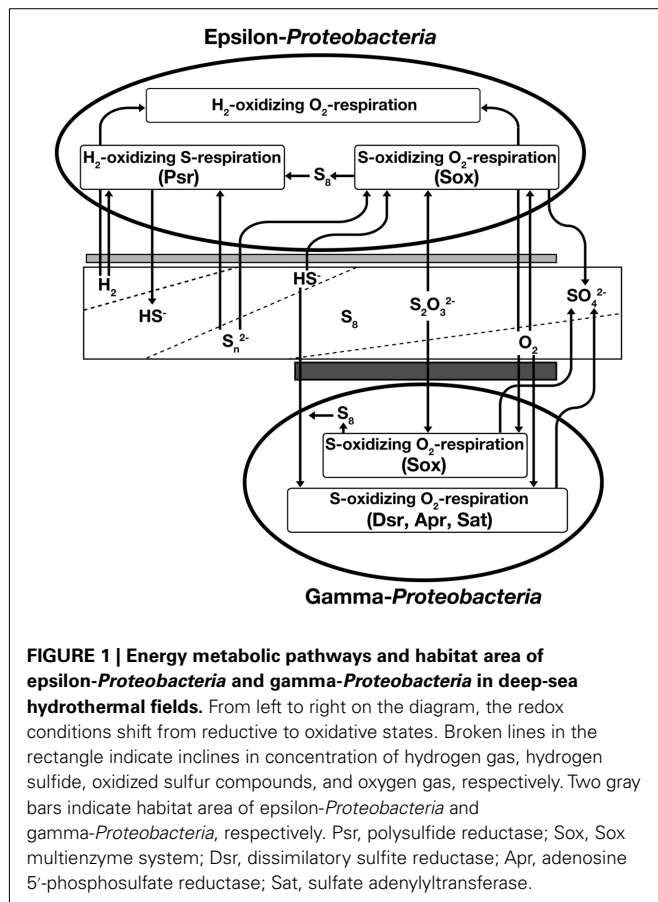 Epsilon-Proteobacteria
H₂-oxidizing O₂-respiration
H₂-oxidizing S-respiration
(Psr)
S₈
S-oxidizing O₂-respiration
(Sox)
H₂
HS⁻
Sₙ²⁻
HS⁻
S₈
S₂O₃²⁻
O₂
SO₄²⁻
S₈
S-oxidizing O₂-respiration
(Sox)
S-oxidizing O₂-respiration
(Dsr, Apr, Sat)
Gamma-Proteobacteria
FIGURE 1 | Energy metabolic pathways and habitat area of
epsilon-Proteobacteria and gamma-Proteobacteria in deep-sea
hydrothermal fields. From left to right on the diagram, the redox
conditions shift from reductive to oxidative states. Broken lines in the
rectangle indicate inclines in concentration of hydrogen gas, hydrogen
sulfide, oxidized sulfur compounds, and oxygen gas, respectively. Two gray
bars indicate habitat area of epsilon-Proteobacteria and
gamma-Proteobacteria, respectively. Psr, polysulfide reductase; Sox, Sox
multienzyme system; Dsr, dissimilatory sulfite reductase; Apr, adenosine
5′-phosphosulfate reductase; Sat, sulfate adenylyltransferase.